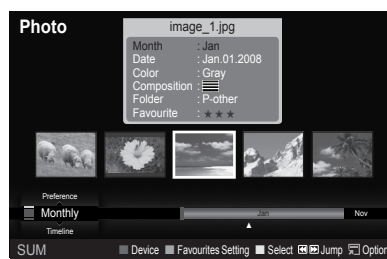 Photo
image_1.jpg
Month : Jan
Date : Jan.01.2008
Color : Gray
Composition :
Folder : P-other
Favourite : ★ ★ ★
Preference
Monthly
Jan
Nov
Timeline
SUM
Device
Favourites Setting
Select
Jump
Option